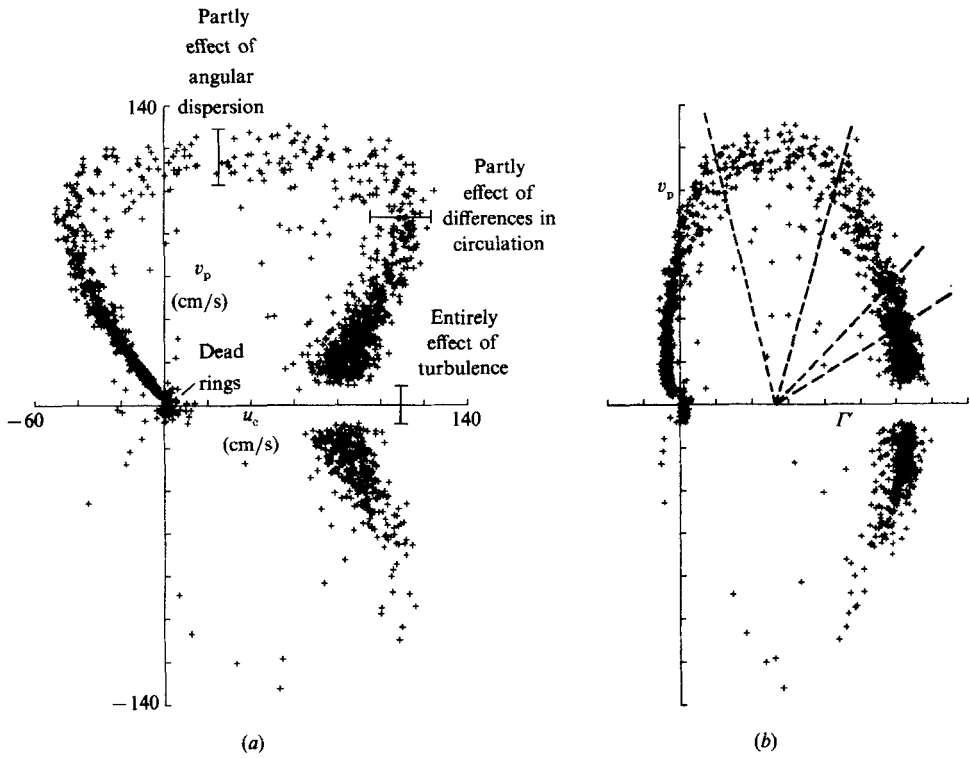 Partly
effect of
angular
dispersion
140
Partly
effect of
differences in
circulation
v_p
(cm/s)
Entirely
effect of
turbulence
Dead
rings
−60
u_c
(cm/s)
140
−140
(a)
v_p
Γ
(b)